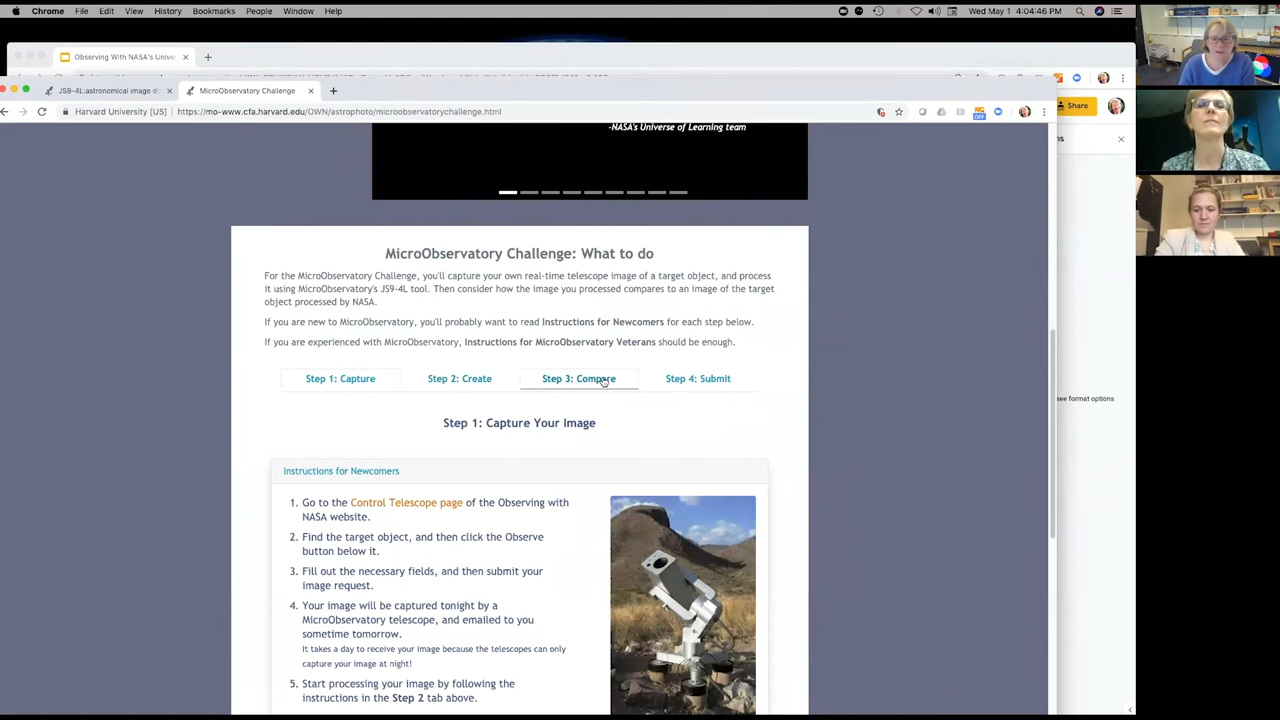 Chrome File Edit View History Bookmarks People Window Help Wed May 1 4:04:46 PM
Observing With NASA's Univer
JS9-4L:astronomical image di MicroObservatory Challenge
Harvard University [US] https://mo-www.cfa.harvard.edu/OWN/astrophoto/microobservatorychallenge.html
OFF
Share
-NASA's Universe of Learning team
MicroObservatory Challenge: What to do
For the MicroObservatory Challenge, you'll capture your own real-time telescope image of a target object, and process
it using MicroObservatory's JS9-4L tool. Then consider how the image you processed compares to an image of the target
object processed by NASA.
If you are new to MicroObservatory, you'll probably want to read Instructions for Newcomers for each step below.
If you are experienced with MicroObservatory, Instructions for MicroObservatory Veterans should be enough.
Step 1: Capture Step 2: Create Step 3: Compare Step 4: Submit
see format options
Step 1: Capture Your Image
Instructions for Newcomers
1. Go to the Control Telescope page of the Observing with
NASA website.
2. Find the target object, and then click the Observe
button below it.
3. Fill out the necessary fields, and then submit your
image request.
4. Your image will be captured tonight by a
MicroObservatory telescope, and emailed to you
sometime tomorrow.
It takes a day to receive your image because the telescopes can only
capture your image at night!
5. Start processing your image by following the
instructions in the Step 2 tab above.